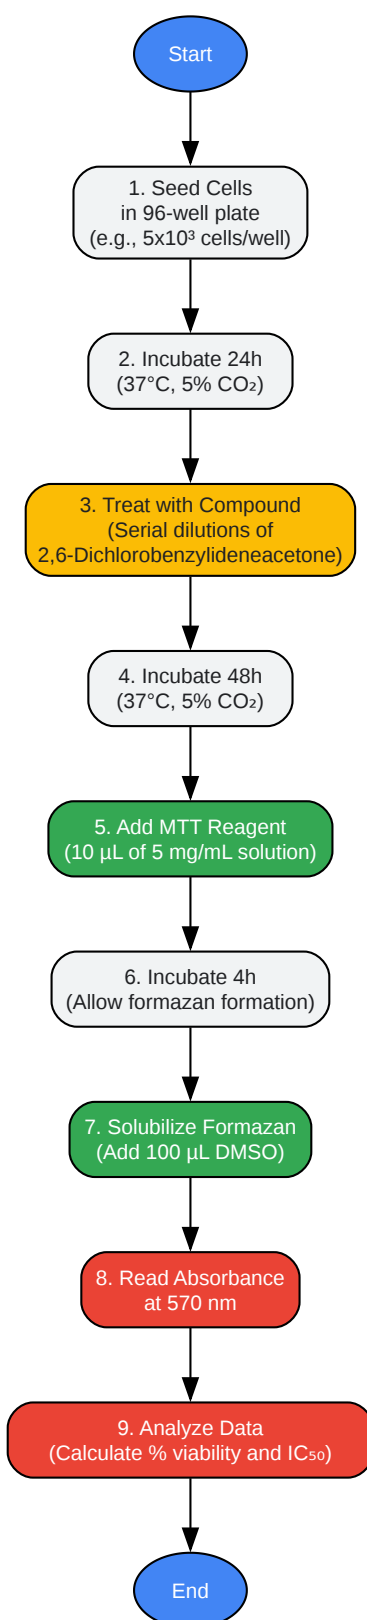 Start
1. Seed Cells
in 96-well plate
(e.g., 5x10³ cells/well)
2. Incubate 24h
(37°C, 5% CO₂)
3. Treat with Compound
(Serial dilutions of
2,6-Dichlorobenzylideneacetone)
4. Incubate 48h
(37°C, 5% CO₂)
5. Add MTT Reagent
(10 µL of 5 mg/mL solution)
6. Incubate 4h
(Allow formazan formation)
7. Solubilize Formazan
(Add 100 µL DMSO)
8. Read Absorbance
at 570 nm
9. Analyze Data
(Calculate % viability and IC₅₀)
End